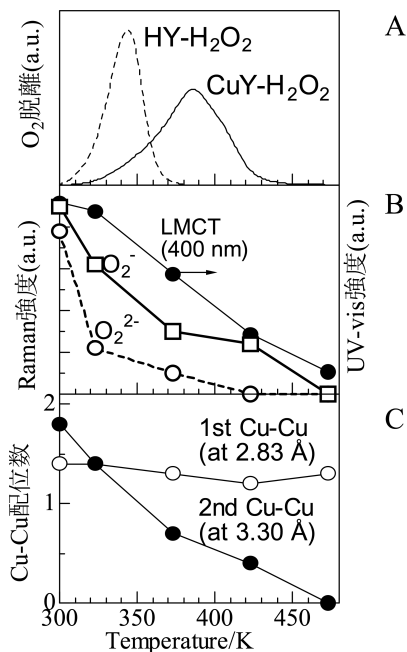 A
HY-H₂O₂
CuY-H₂O₂
O₂脱離(a.u.)
B
LMCT
(400 nm)
O₂⁻
O₂²⁻
Raman強度(a.u.)
UV-vis強度(a.u.)
C
2
1st Cu-Cu
(at 2.83 Å)
1
2nd Cu-Cu
(at 3.30 Å)
Cu-Cu配位数
0
300 350 400 450
Temperature/K